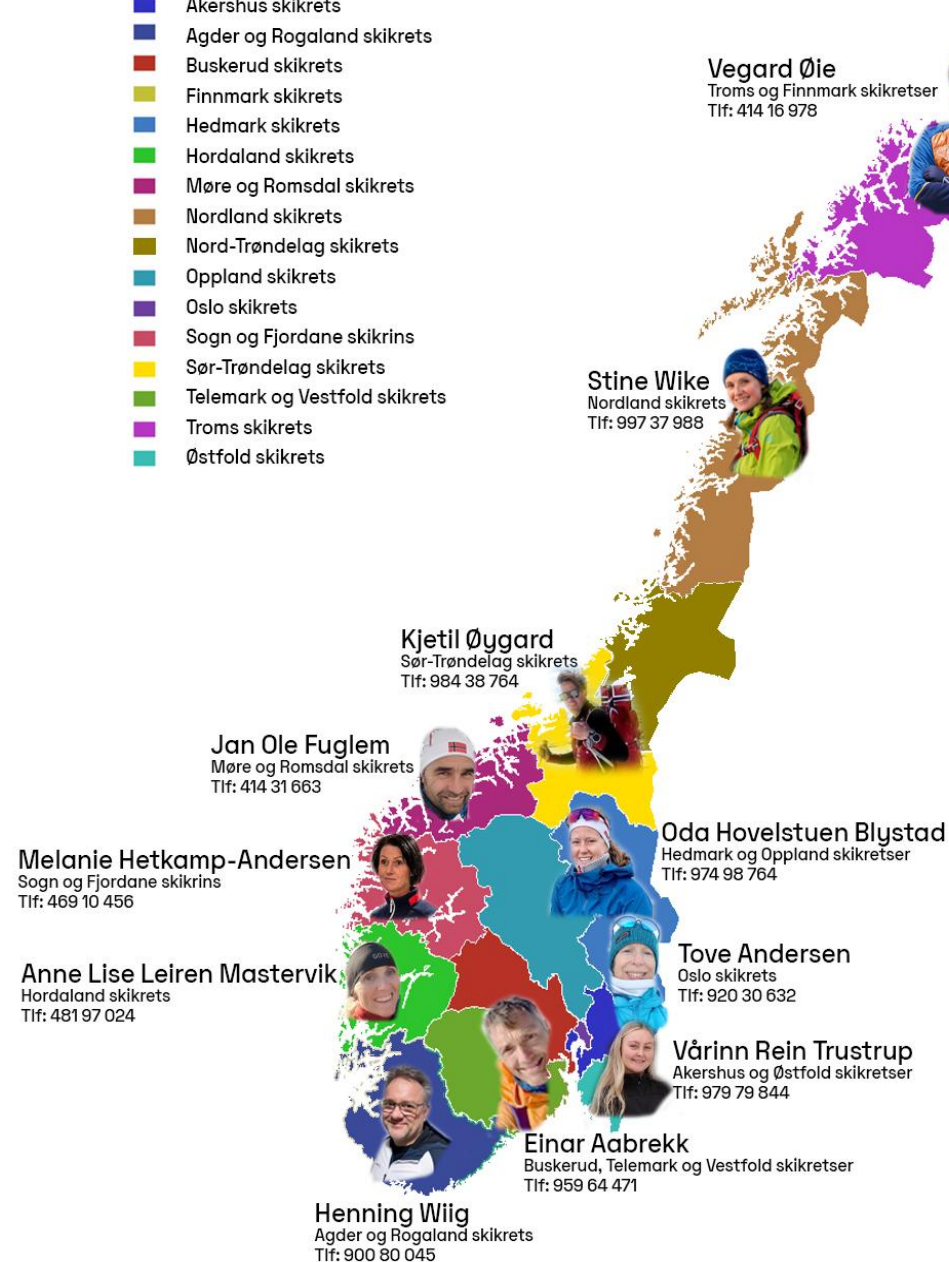 Akershus skikrets
Agder og Rogaland skikrets
Buskerud skikrets
Finnmark skikrets
Hedmark skikrets
Hordaland skikrets
Møre og Romsdal skikrets
Nordland skikrets
Nord-Trøndelag skikrets
Oppland skikrets
Oslo skikrets
Sogn og Fjordane skikrins
Sør-Trøndelag skikrets
Telemark og Vestfold skikrets
Troms skikrets
Østfold skikrets
Vegard Øie
Troms og Finnmark skikretser
Tlf: 414 16 978
Stine Wike
Nordland skikrets
Tlf: 997 37 988
Kjetil Øygard
Sør-Trøndelag skikrets
Tlf: 984 38 764
Jan Ole Fuglem
Møre og Romsdal skikrets
Tlf: 414 31 663
Oda Hovelstuen Blystad
Hedmark og Oppland skikretser
Tlf: 974 98 764
Melanie Hetkamp-Andersen
Sogn og Fjordane skikrins
Tlf: 469 10 456
Tove Andersen
Oslo skikrets
Tlf: 920 30 632
Anne Lise Leiren Mastervik
Hordaland skikrets
Tlf: 481 97 024
Vårinn Rein Trustrup
Akershus og Østfold skikretser
Tlf: 979 79 844
Einar Aabrekk
Buskerud, Telemark og Vestfold skikretser
Tlf: 959 64 471
Henning Wiig
Agder og Rogaland skikrets
Tlf: 900 80 045